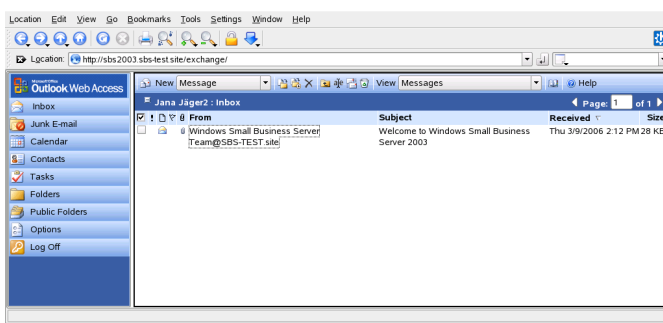 Location Edit View Go Bookmarks Tools Settings Window Help
Location: http://sbs2003.sbs-test.site/exchange/
Microsoft Office
Outlook Web Access
New Message View Messages Help
Jana Jäger2 : Inbox Page: 1 of 1
! From Subject Received Size
Windows Small Business Server Welcome to Windows Small Business Thu 3/9/2006 2:12 PM 28 KB
Team@SBS-TEST.site Server 2003
Inbox
Junk E-mail
Calendar
Contacts
Tasks
Folders
Public Folders
Options
Log Off